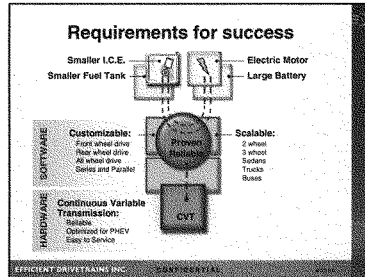 Requirements for success
Smaller I.C.E.
Smaller Fuel Tank
Electric Motor
Large Battery
SOFTWARE
Customizable:
Front wheel drive
Rear wheel drive
All wheel drive
Series and Parallel
Proven
Reliable
Scalable:
2 wheel
3 wheel
Sedans
Trucks
Buses
HARDWARE
Continuous Variable
Transmission:
Reliable
Optimized for PHEV
Easy to Service
CVT
EFFICIENT DRIVETRAINS INC
CONFIDENTIAL